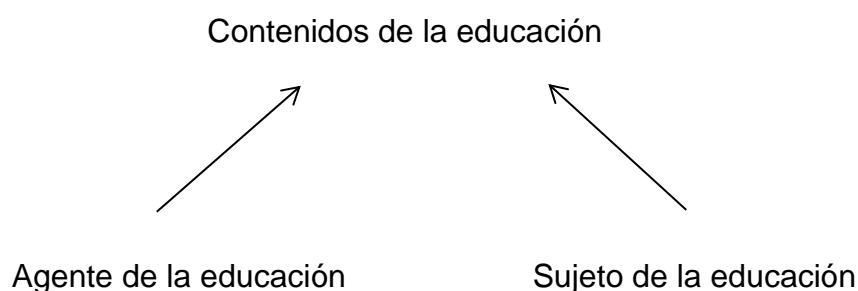 Contenidos de la educación
Agente de la educación
Sujeto de la educación